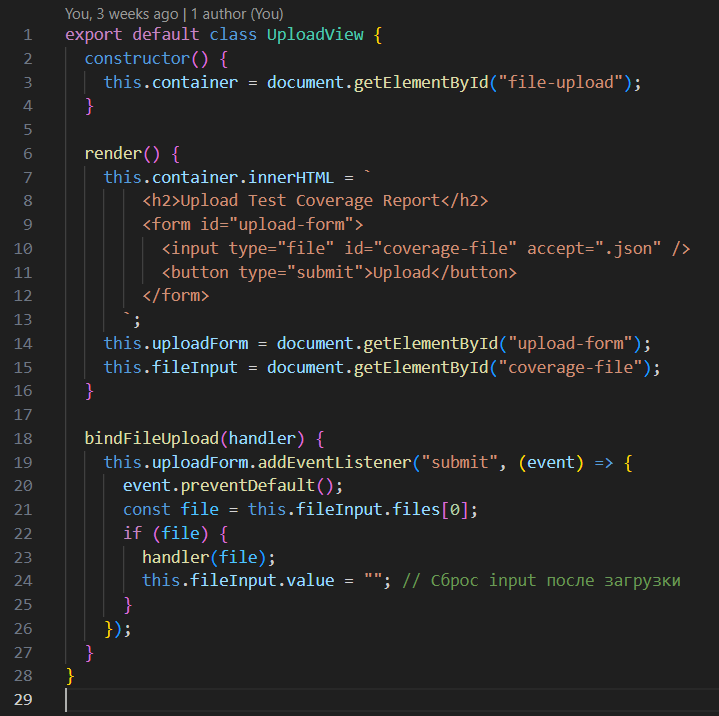 You, 3 weeks ago | 1 author (You)
1 export default class UploadView {
2   constructor() {
3     this.container = document.getElementById("file-upload");
4   }
5
6   render() {
7     this.container.innerHTML = `
8         <h2>Upload Test Coverage Report</h2>
9         <form id="upload-form">
10           <input type="file" id="coverage-file" accept=".json" />
11           <button type="submit">Upload</button>
12         </form>
13       `;
14     this.uploadForm = document.getElementById("upload-form");
15     this.fileInput = document.getElementById("coverage-file");
16   }
17
18   bindFileUpload(handler) {
19     this.uploadForm.addEventListener("submit", (event) => {
20       event.preventDefault();
21       const file = this.fileInput.files[0];
22       if (file) {
23         handler(file);
24         this.fileInput.value = ""; // Сброс input после загрузки
25       }
26     });
27   }
28 }
29